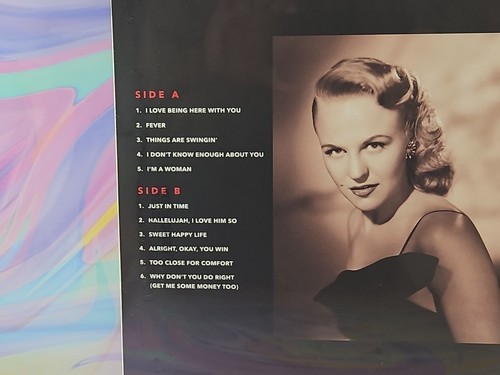 SIDE A
1. I LOVE BEING HERE WITH YOU
2. FEVER
3. THINGS ARE SWINGIN'
4. I DON'T KNOW ENOUGH ABOUT YOU
5. I'M A WOMAN
SIDE B
1. JUST IN TIME
2. HALLELUJAH, I LOVE HIM SO
3. SWEET HAPPY LIFE
4. ALRIGHT, OKAY, YOU WIN
5. TOO CLOSE FOR COMFORT
6. WHY DON'T YOU DO RIGHT
(GET ME SOME MONEY TOO)